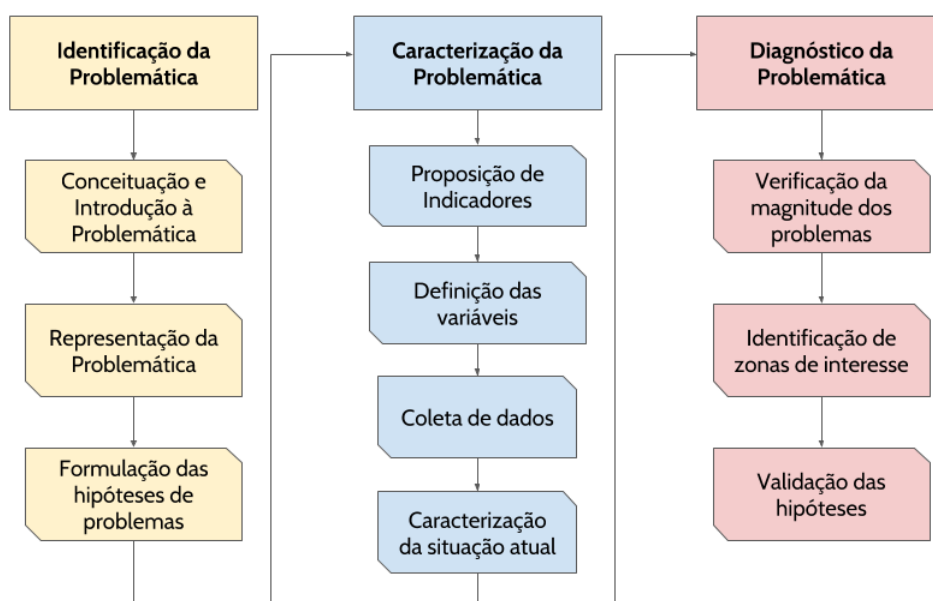 Identificação da
Problemática
Conceituação e
Introdução à
Problemática
Representação da
Problemática
Formulação das
hipóteses de
problemas
Caracterização da
Problemática
Proposição de
Indicadores
Definição das
variáveis
Coleta de dados
Caracterização
da situação atual
Diagnóstico da
Problemática
Verificação da
magnitude dos
problemas
Identificação de
zonas de interesse
Validação das
hipóteses